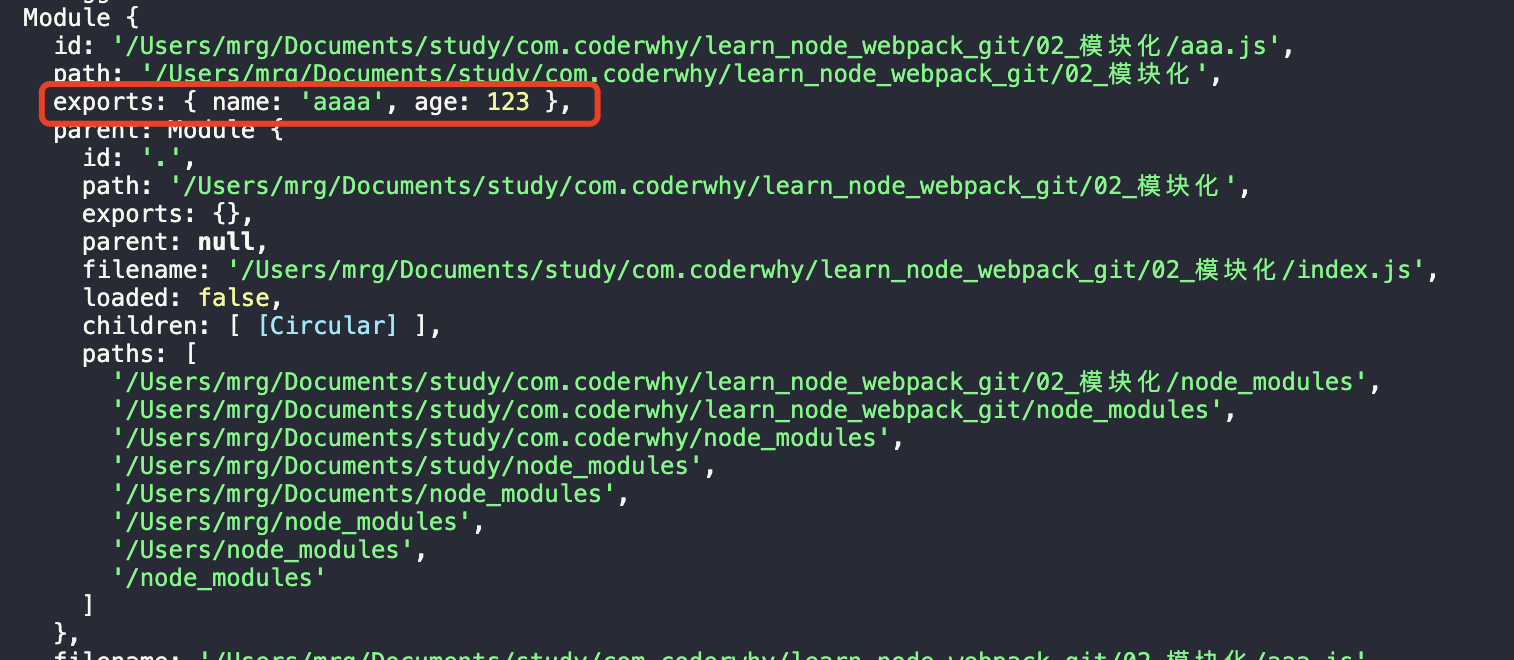 Module {
id: '/Users/mrg/Documents/study/com.coderwhy/learn_node_webpack_git/02_模块化/aaa.js',
path: '/Users/mrg/Documents/study/com.coderwhy/learn_node_webpack_git/02_模块化',
exports: { name: 'aaaa', age: 123 },
parent: Module {
id: '.',
path: '/Users/mrg/Documents/study/com.coderwhy/learn_node_webpack_git/02_模块化',
exports: {},
parent: null,
filename: '/Users/mrg/Documents/study/com.coderwhy/learn_node_webpack_git/02_模块化/index.js',
loaded: false,
children: [ [Circular] ],
paths: [
'/Users/mrg/Documents/study/com.coderwhy/learn_node_webpack_git/02_模块化/node_modules',
'/Users/mrg/Documents/study/com.coderwhy/learn_node_webpack_git/node_modules',
'/Users/mrg/Documents/study/com.coderwhy/node_modules',
'/Users/mrg/Documents/study/node_modules',
'/Users/mrg/Documents/node_modules',
'/Users/mrg/node_modules',
'/Users/node_modules',
'/node_modules'
]
},
filename: '/Users/mrg/Documents/study/com.coderwhy/learn_node_webpack_git/02_模块化/aaa.js'